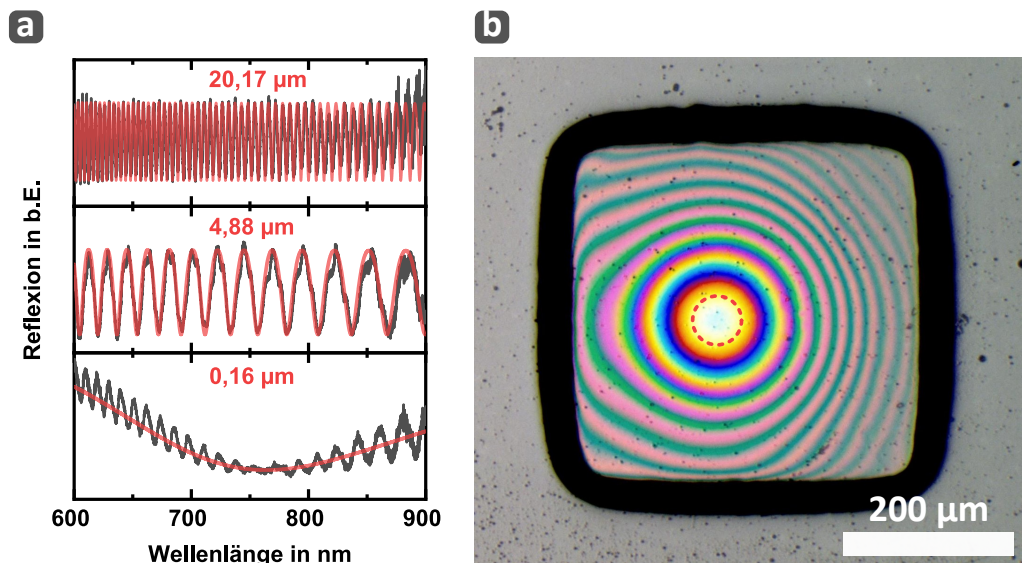 a
b
20,17 µm
4,88 µm
0,16 µm
Reflexion in b.E.
600
700
800
900
Wellenlänge in nm
200 µm